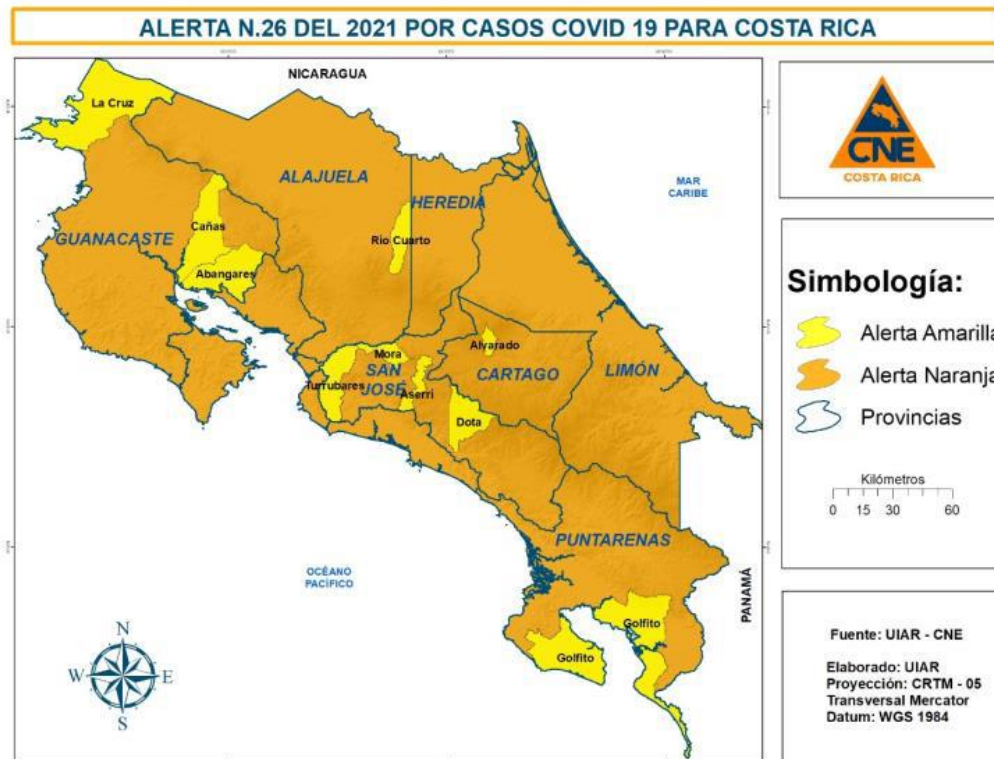 ALERTA N.26 DEL 2021 POR CASOS COVID 19 PARA COSTA RICA
NICARAGUA
La Cruz
ALAJUELA
HEREDIA
MAR
CARIBE
Cañas
GUANACASTE
Rio Cuarto
Abangares
Alvarado
Mora
SAN
JOSÉ
CARTAGO
LIMÓN
Turrubares
Aserri
Dota
PUNTARENAS
OCÉANO
PACÍFICO
PANAMÁ
Golfito
Golfito
N
W
E
S
CNE
COSTA RICA
Simbología:
Alerta Amarilla
Alerta Naranja
Provincias
Kilómetros
0 15 30 60
Fuente: UIAR - CNE
Elaborado: UIAR
Proyección: CRTM - 05
Transversal Mercator
Datum: WGS 1984